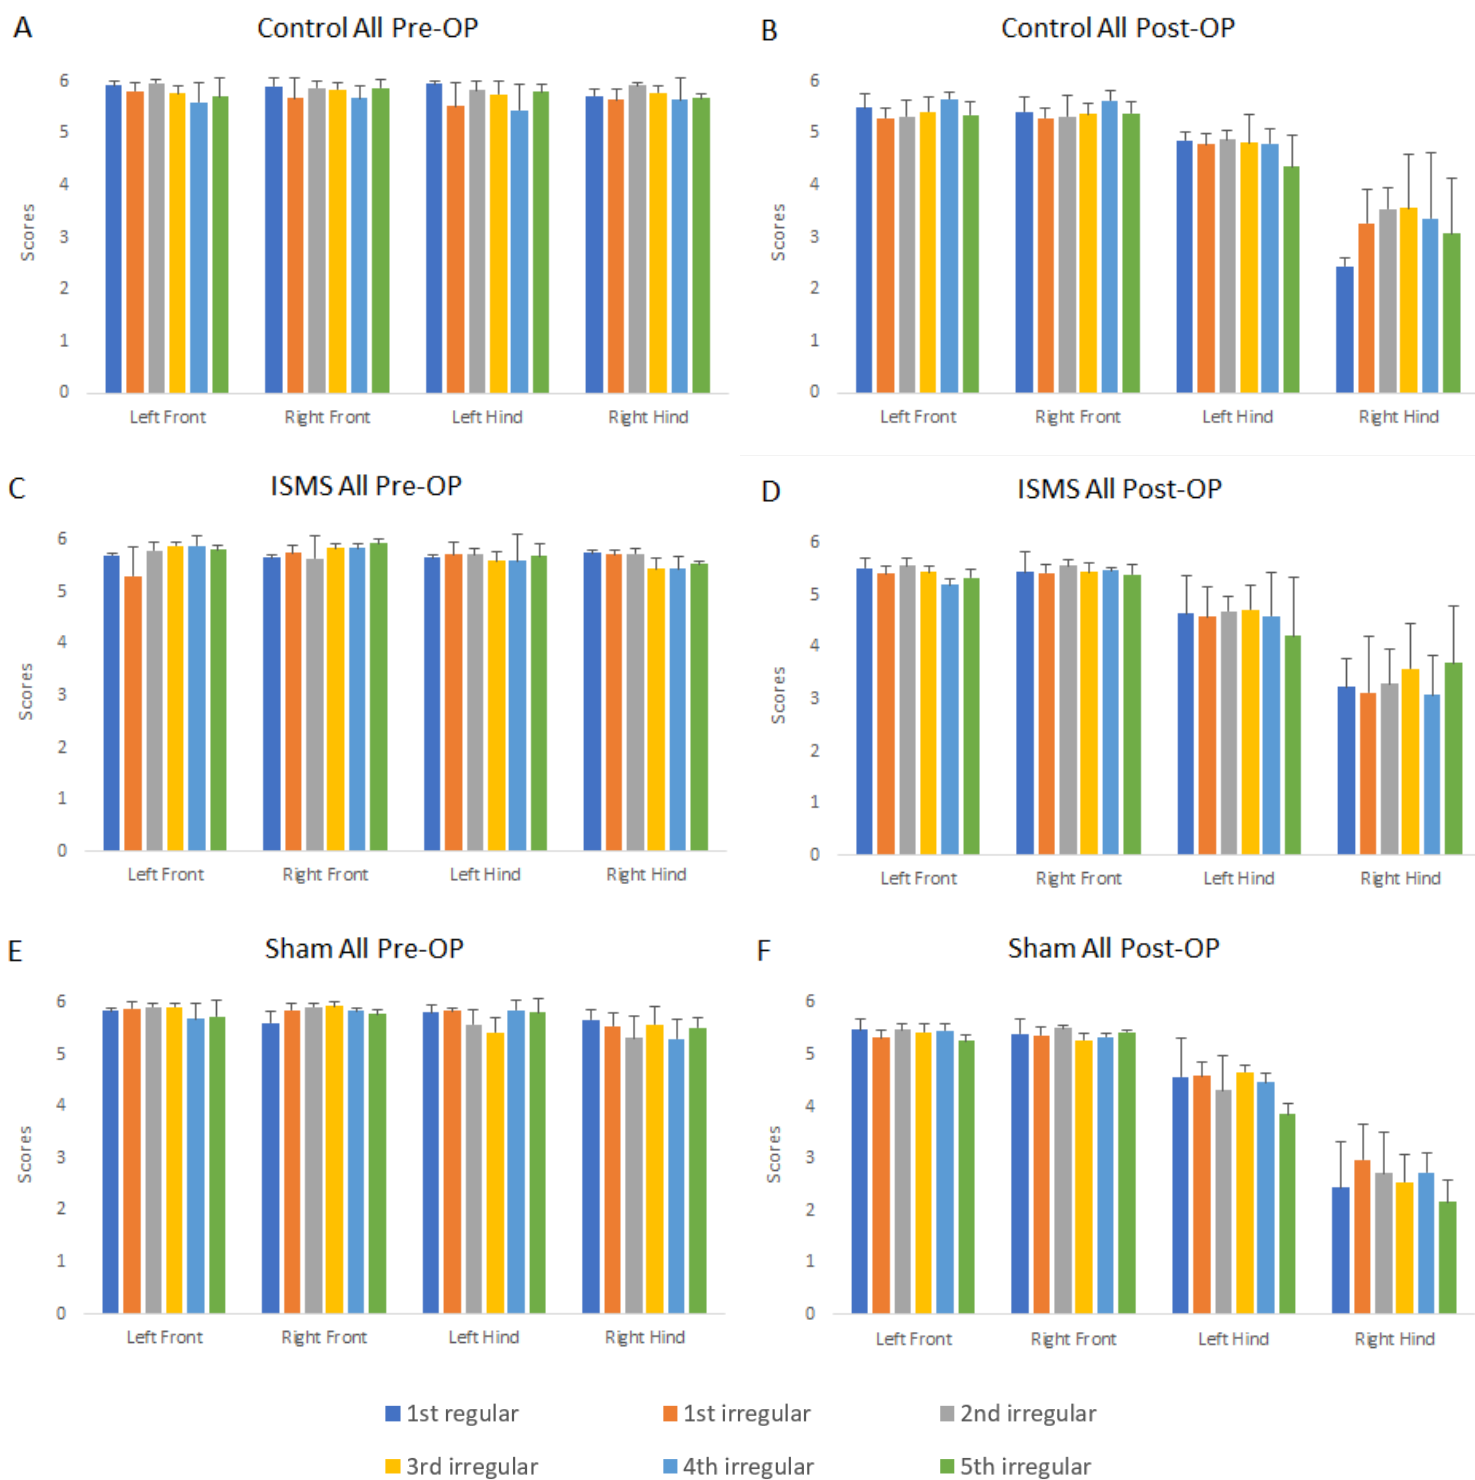 A
Control All Pre-OP
6
5
4
3
2
1
0
Scores
Left Front
Right Front
Left Hind
Right Hind
B
Control All Post-OP
6
5
4
3
2
1
0
Scores
Left Front
Right Front
Left Hind
Right Hind
C
ISMS All Pre-OP
6
5
4
3
2
1
0
Scores
Left Front
Right Front
Left Hind
Right Hind
D
ISMS All Post-OP
6
5
4
3
2
1
0
Scores
Left Front
Right Front
Left Hind
Right Hind
E
Sham All Pre-OP
6
5
4
3
2
1
0
Scores
Left Front
Right Front
Left Hind
Right Hind
F
Sham All Post-OP
6
5
4
3
2
1
0
Scores
Left Front
Right Front
Left Hind
Right Hind
1st regular
1st irregular
2nd irregular
3rd irregular
4th irregular
5th irregular